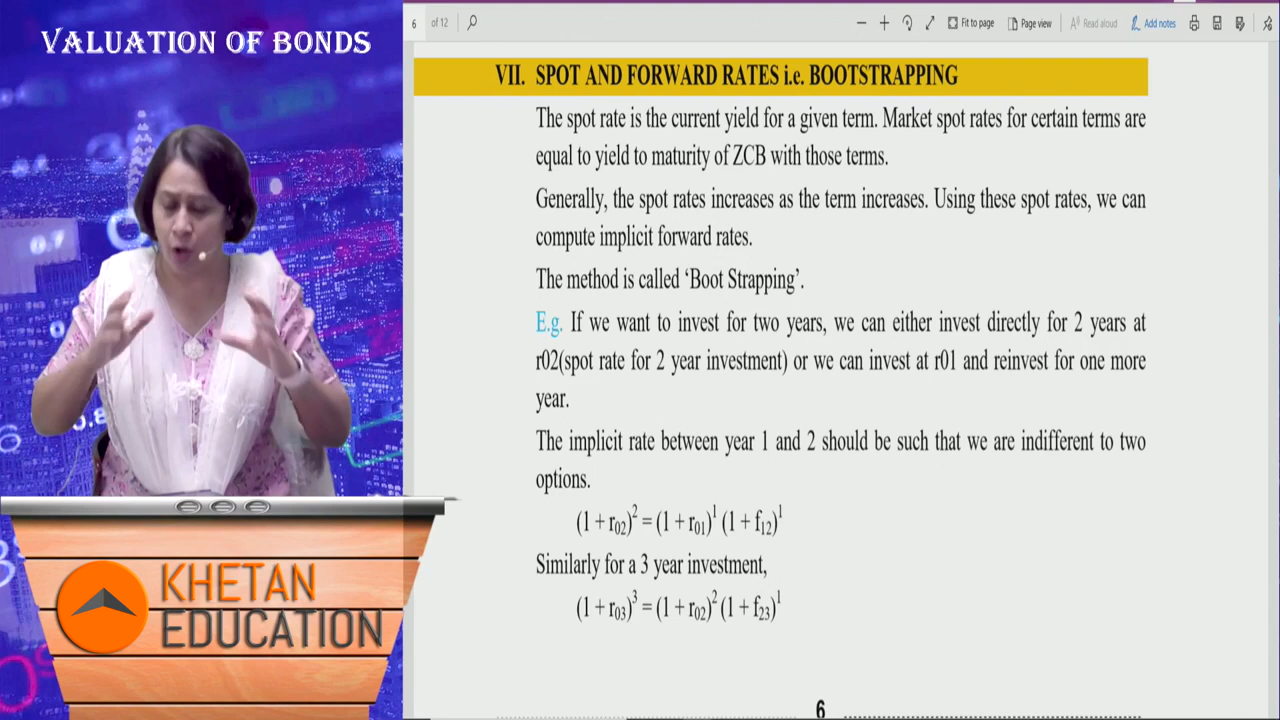 VALUATION OF BONDS
6 of 12
Fit to page
Page view
Read aloud
Add notes
VII. SPOT AND FORWARD RATES i.e. BOOTSTRAPPING
The spot rate is the current yield for a given term. Market spot rates for certain terms are
equal to yield to maturity of ZCB with those terms.
Generally, the spot rates increases as the term increases. Using these spot rates, we can
compute implicit forward rates.
The method is called ‘Boot Strapping’.
E.g. If we want to invest for two years, we can either invest directly for 2 years at
r02(spot rate for 2 year investment) or we can invest at r01 and reinvest for one more
year.
The implicit rate between year 1 and 2 should be such that we are indifferent to two
options.
(1 + r₀₂)² = (1 + r₀₁)¹ (1 + f₁₂)¹
Similarly for a 3 year investment,
(1 + r₀₃)³ = (1 + r₀₂)² (1 + f₂₃)¹
6
KHETAN
EDUCATION